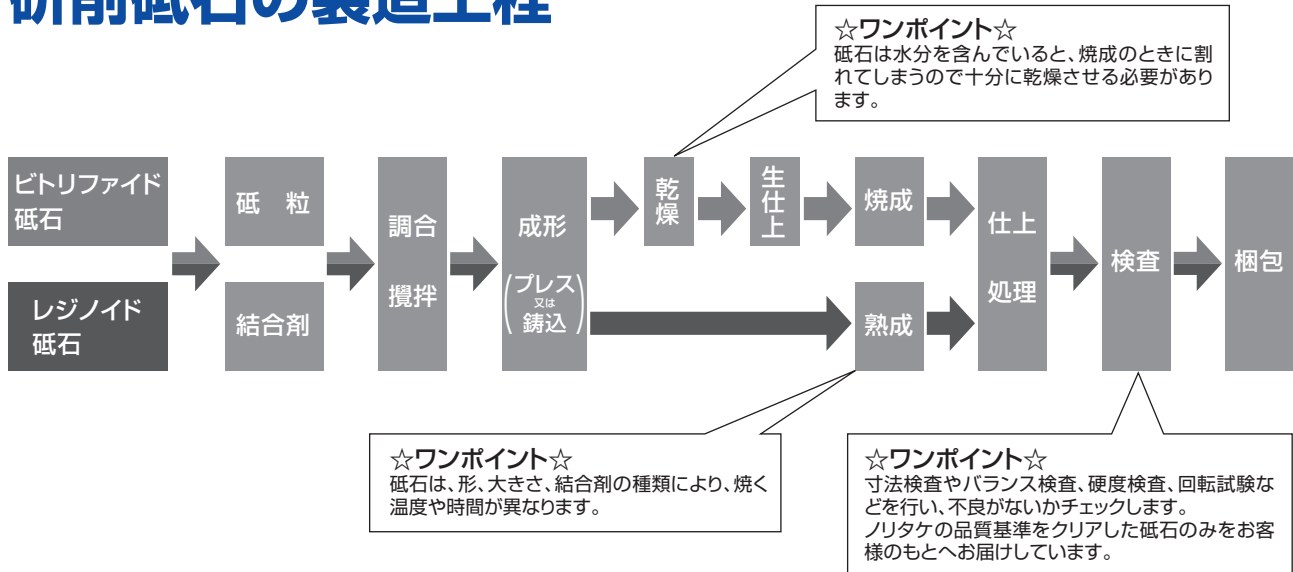 研削砥石の製造工程
☆ワンポイント☆
砥石は水分を含んでいると、焼成のときに割
れてしまうので十分に乾燥させる必要があり
ます。
ビトリファイド
砥石
レジノイド
砥石
砥 粒
結合剤
調合
攪拌
成形
(プレス
又は
鋳込)
乾燥
生仕上
焼成
熟成
仕上
処理
検査
梱包
☆ワンポイント☆
砥石は、形、大きさ、結合剤の種類により、焼く
温度や時間が異なります。
☆ワンポイント☆
寸法検査やバランス検査、硬度検査、回転試験な
どを行い、不良がないかチェックします。
ノリタケの品質基準をクリアした砥石のみをお客
様のもとへお届けしています。